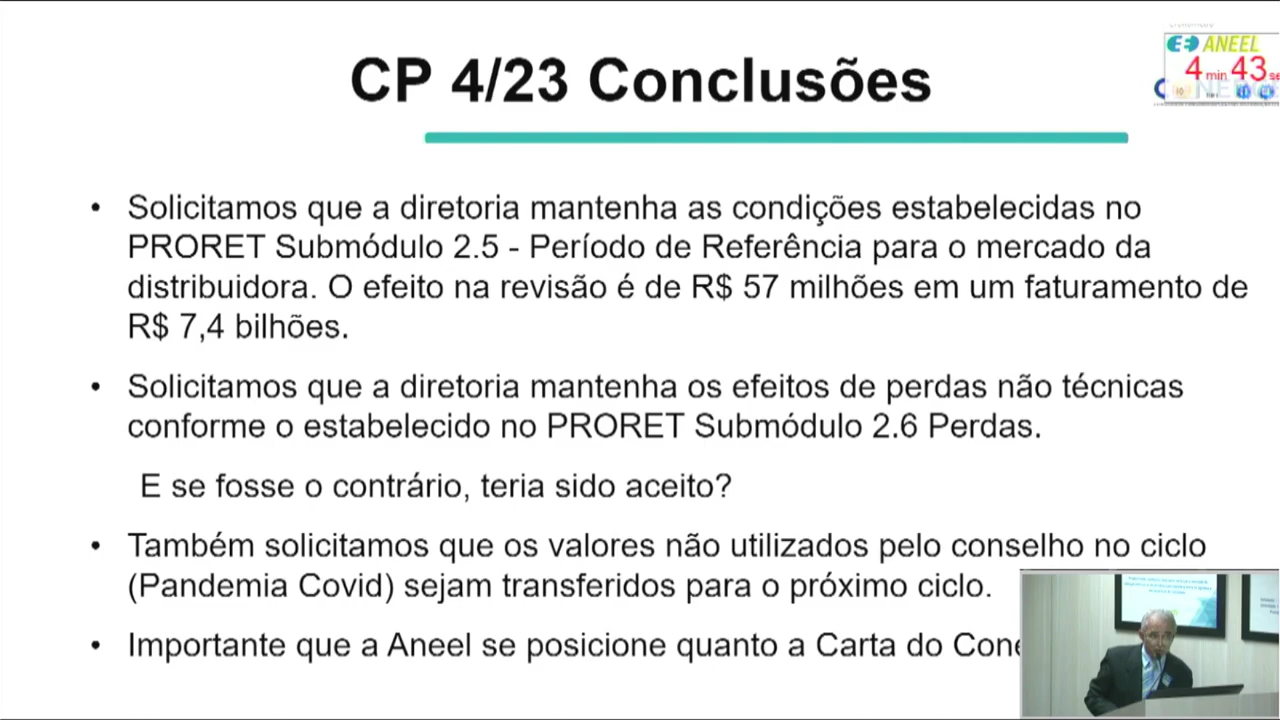 CP 4/23 Conclusões
ANEEL
4 min 43 se
• Solicitamos que a diretoria mantenha as condições estabelecidas no
PRORET Submódulo 2.5 - Período de Referência para o mercado da
distribuidora. O efeito na revisão é de R$ 57 milhões em um faturamento de
R$ 7,4 bilhões.
• Solicitamos que a diretoria mantenha os efeitos de perdas não técnicas
conforme o estabelecido no PRORET Submódulo 2.6 Perdas.
E se fosse o contrário, teria sido aceito?
• Também solicitamos que os valores não utilizados pelo conselho no ciclo
(Pandemia Covid) sejam transferidos para o próximo ciclo.
• Importante que a Aneel se posicione quanto a Carta do Cone